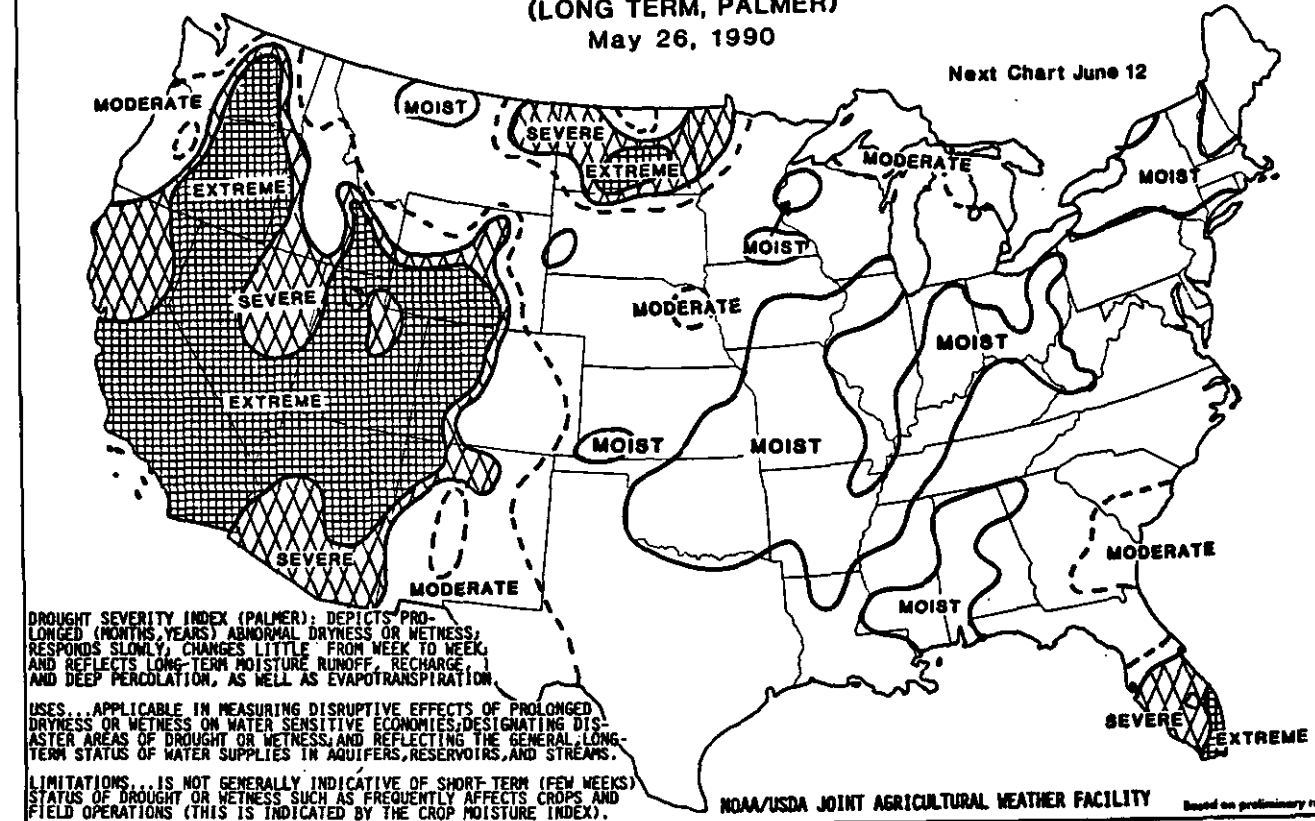 (LONG TERM, PALMER)
May 26, 1990
Next Chart June 12
MODERATE
MOIST
SEVERE
EXTREME
MODERATE
MOIST
EXTREME
MOIST
SEVERE
MODERATE
MOIST
EXTREME
MOIST
MOIST
SEVERE
MODERATE
MODERATE
MOIST
SEVERE
EXTREME
DROUGHT SEVERITY INDEX (PALMER): DEPICTS PRO-
LONGED (MONTHS,YEARS) ABNORMAL DRYNESS OR WETNESS;
RESPONDS SLOWLY; CHANGES LITTLE FROM WEEK TO WEEK;
AND REFLECTS LONG-TERM MOISTURE RUNOFF, RECHARGE,
AND DEEP PERCOLATION, AS WELL AS EVAPOTRANSPIRATION.
USES...APPLICABLE IN MEASURING DISRUPTIVE EFFECTS OF PROLONGED
DRYNESS OR WETNESS ON WATER SENSITIVE ECONOMIES;DESIGNATING DIS-
ASTER AREAS OF DROUGHT OR WETNESS;AND REFLECTING THE GENERAL,LONG-
TERM STATUS OF WATER SUPPLIES IN AQUIFERS,RESERVOIRS,AND STREAMS.
LIMITATIONS...IS NOT GENERALLY INDICATIVE OF SHORT-TERM (FEW WEEKS)
STATUS OF DROUGHT OR WETNESS SUCH AS FREQUENTLY AFFECTS CROPS AND
FIELD OPERATIONS (THIS IS INDICATED BY THE CROP MOISTURE INDEX).
NOAA/USDA JOINT AGRICULTURAL WEATHER FACILITY
Based on preliminary